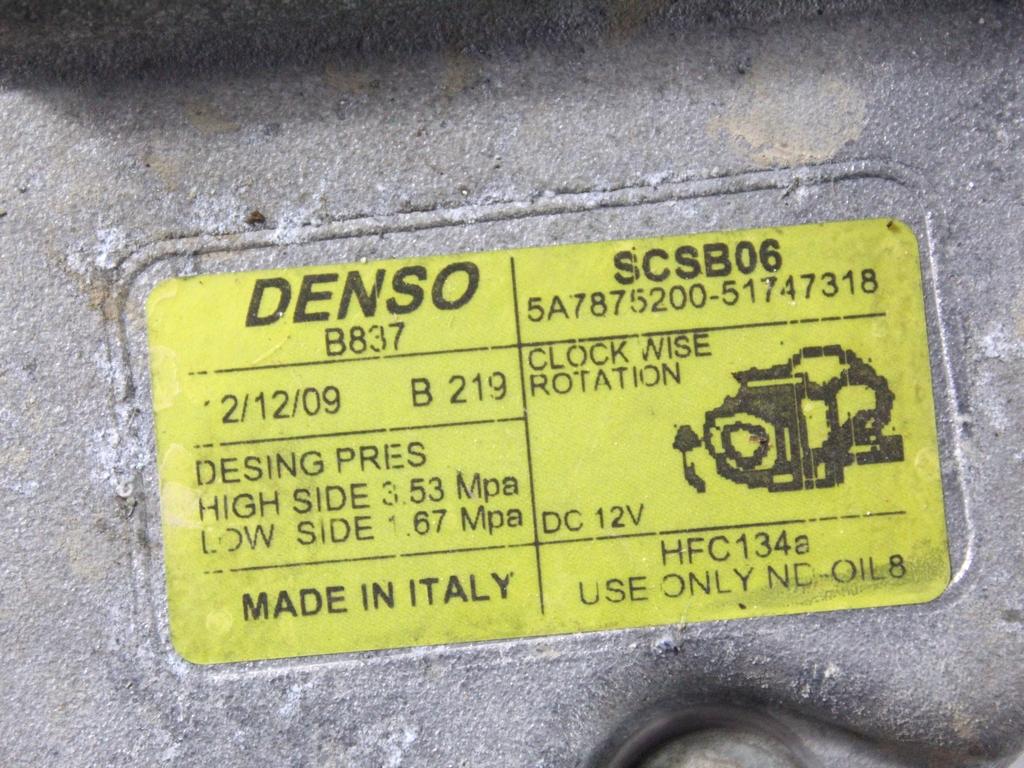 DENSO
B837
SCSB06
5A7875200-51747318
12/12/09 B 219
CLOCK WISE
ROTATION
DESING PRES
HIGH SIDE 3.53 Mpa
LOW SIDE 1.67 Mpa
DC 12V
MADE IN ITALY
HFC134a
USE ONLY ND-OIL8